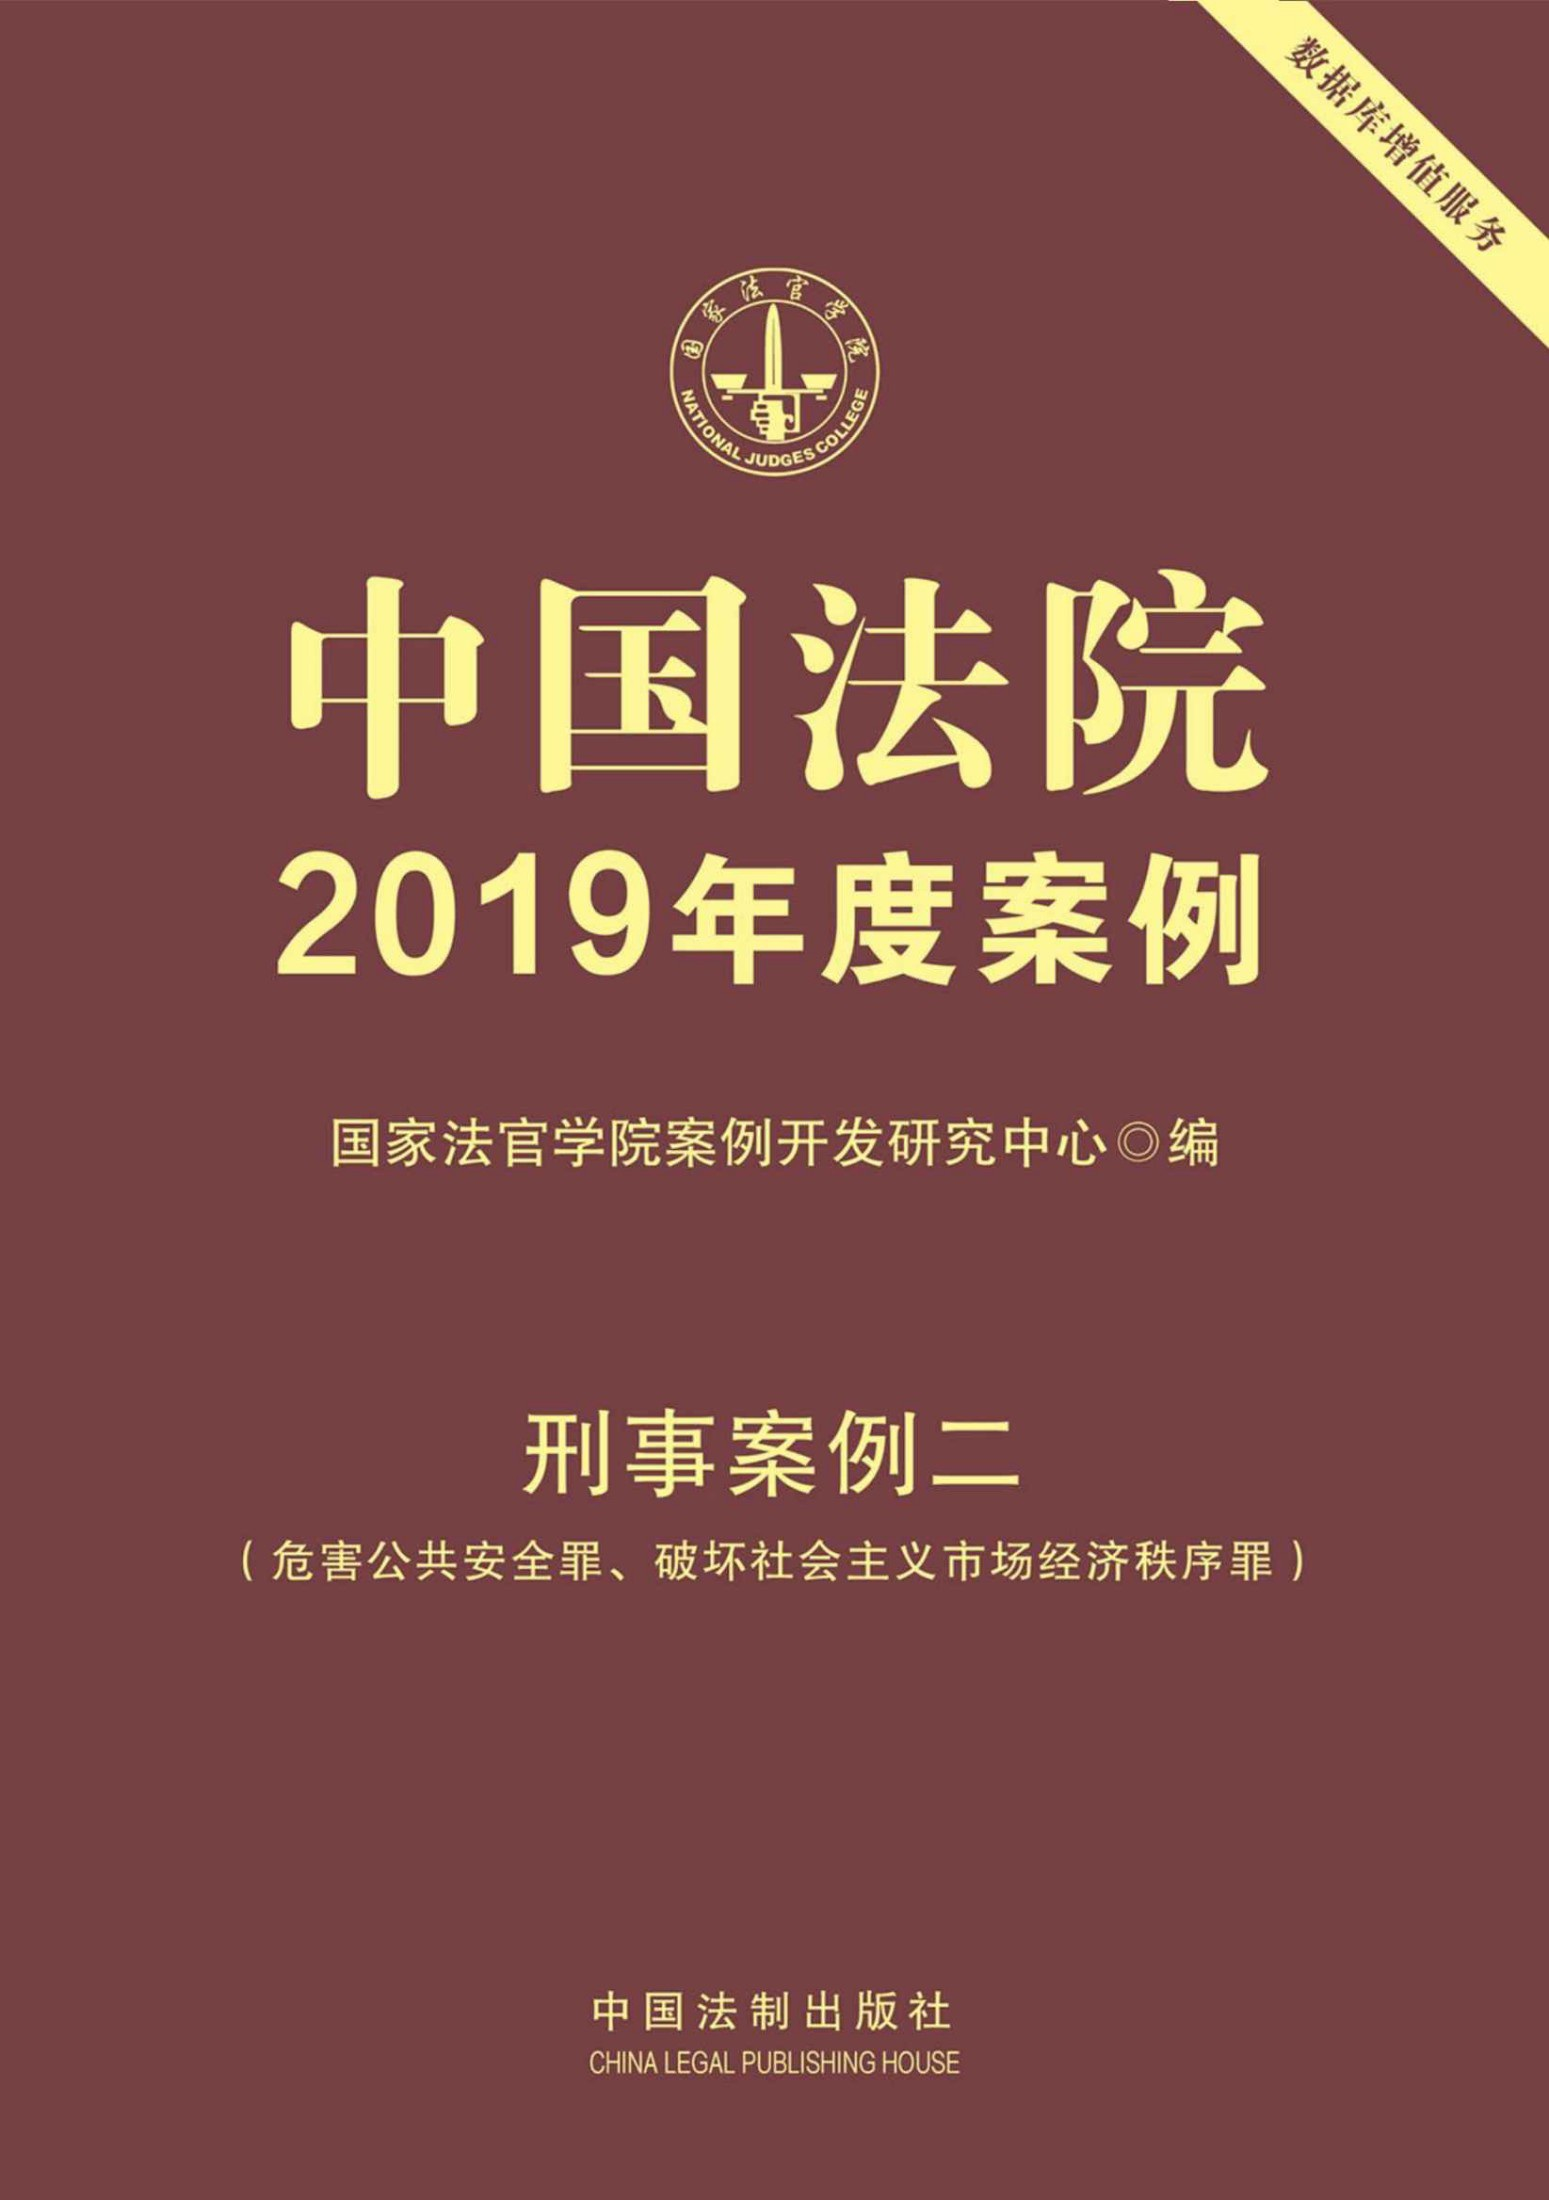 数据库增值服务
国家法官学院
NATIONAL JUDGES COLLEGE
中国法院
2019年度案例
国家法官学院案例开发研究中心◎编
刑事案例二
（危害公共安全罪、破坏社会主义市场经济秩序罪）
中国法制出版社
CHINA LEGAL PUBLISHING HOUSE